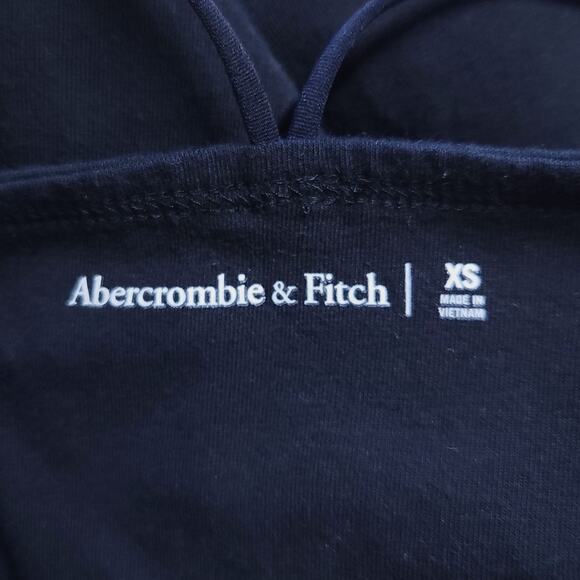 Abercrombie & Fitch | XS
MADE IN
VIETNAM